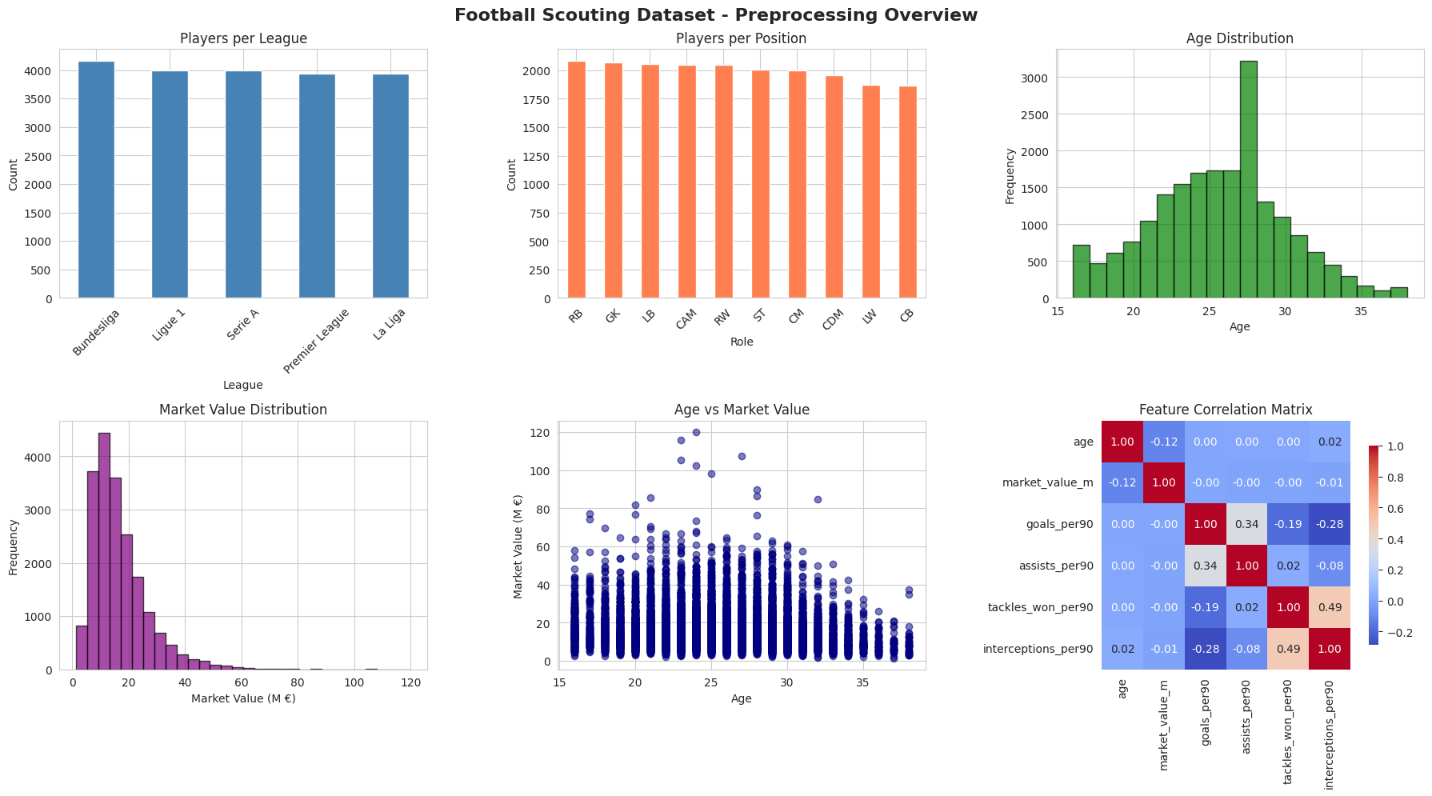 Football Scouting Dataset - Preprocessing Overview
Players per League
Count
4000
3500
3000
2500
2000
1500
1000
500
0
Bundesliga
Ligue 1
Serie A
Premier League
La Liga
League
Players per Position
Count
2000
1750
1500
1250
1000
750
500
250
0
RB
GK
LB
CAM
RW
ST
CM
CDM
LW
CB
Role
Age Distribution
Frequency
3000
2500
2000
1500
1000
500
0
15
20
25
30
35
Age
Market Value Distribution
Frequency
4000
3000
2000
1000
0
0
20
40
60
80
100
120
Market Value (M €)
Age vs Market Value
Market Value (M €)
120
100
80
60
40
20
0
15
20
25
30
35
Age
Feature Correlation Matrix
age 1.00 -0.12 0.00 0.00 0.00 0.02
market_value_m -0.12 1.00 -0.00 -0.00 -0.00 -0.01
goals_per90 0.00 -0.00 1.00 0.34 -0.19 -0.28
assists_per90 0.00 -0.00 0.34 1.00 0.02 -0.08
tackles_won_per90 0.00 -0.00 -0.19 0.02 1.00 0.49
interceptions_per90 0.02 -0.01 -0.28 -0.08 0.49 1.00
age
market_value_m
goals_per90
assists_per90
tackles_won_per90
interceptions_per90
1.0
0.8
0.6
0.4
0.2
0.0
−0.2